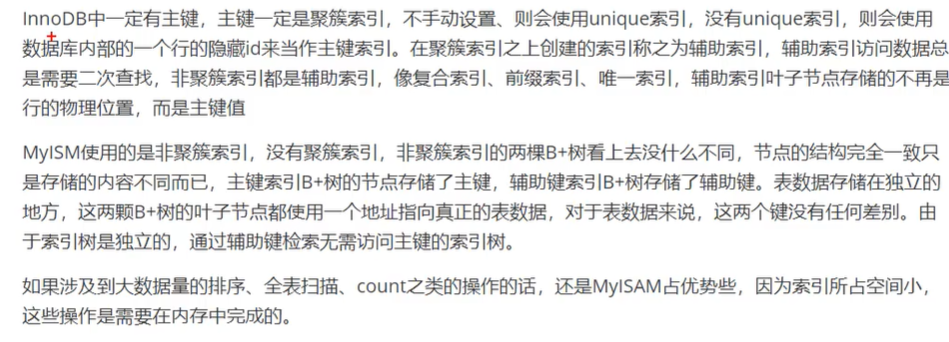 InnoDB中一定有主键，主键一定是聚簇索引，不手动设置、则会使用unique索引，没有unique索引，则会使用
数据库内部的一个行的隐藏id来当作主键索引。在聚簇索引之上创建的索引称之为辅助索引，辅助索引访问数据总
是需要二次查找，非聚簇索引都是辅助索引，像复合索引、前缀索引、唯一索引，辅助索引叶子节点存储的不再是
行的物理位置，而是主键值
MyISM使用的是非聚簇索引，没有聚簇索引，非聚簇索引的两棵B+树看上去没什么不同，节点的结构完全一致只
是存储的内容不同而已，主键索引B+树的节点存储了主键，辅助键索引B+树存储了辅助键。表数据存储在独立的
地方，这两颗B+树的叶子节点都使用一个地址指向真正的表数据，对于表数据来说，这两个键没有任何差别。由
于索引树是独立的，通过辅助键检索无需访问主键的索引树。
如果涉及到大数据量的排序、全表扫描、count之类的操作的话，还是MyISAM占优势些，因为索引所占空间小，
这些操作是需要在内存中完成的。